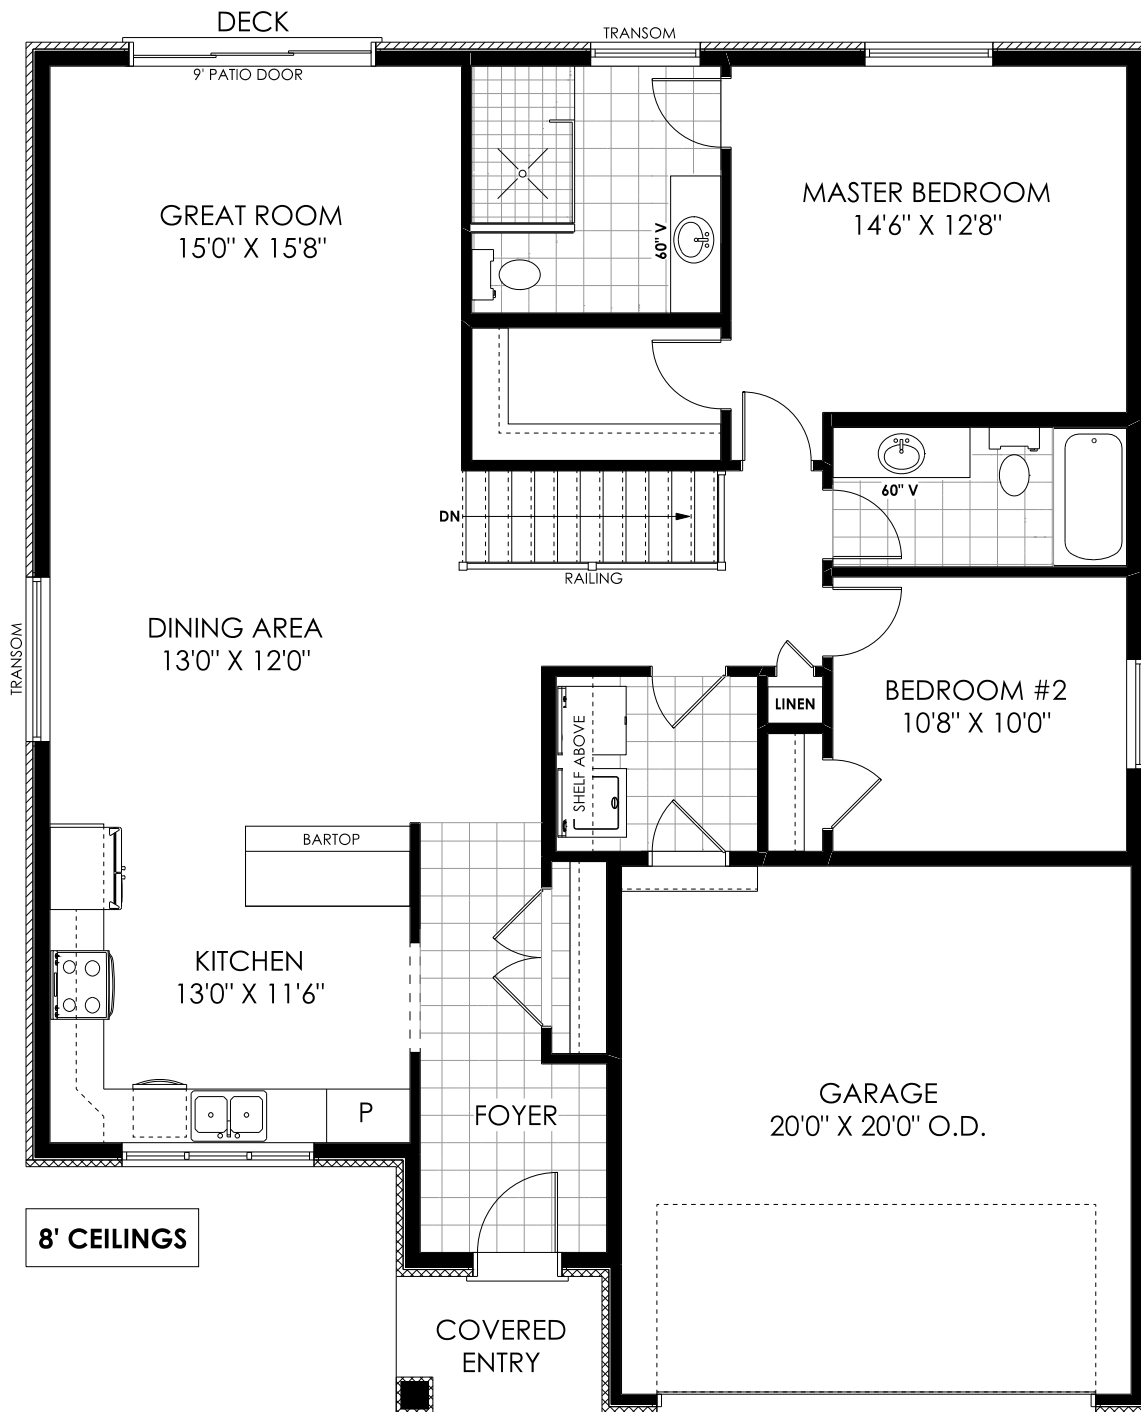 DECK
TRANSOM
9' PATIO DOOR
GREAT ROOM
15'0" X 15'8"
MASTER BEDROOM
14'6" X 12'8"
60" V
60" V
DN
RAILING
TRANSOM
DINING AREA
13'0" X 12'0"
BEDROOM #2
10'8" X 10'0"
LINEN
SHELF ABOVE
BARTOP
KITCHEN
13'0" X 11'6"
P
FOYER
GARAGE
20'0" X 20'0" O.D.
8' CEILINGS
COVERED
ENTRY